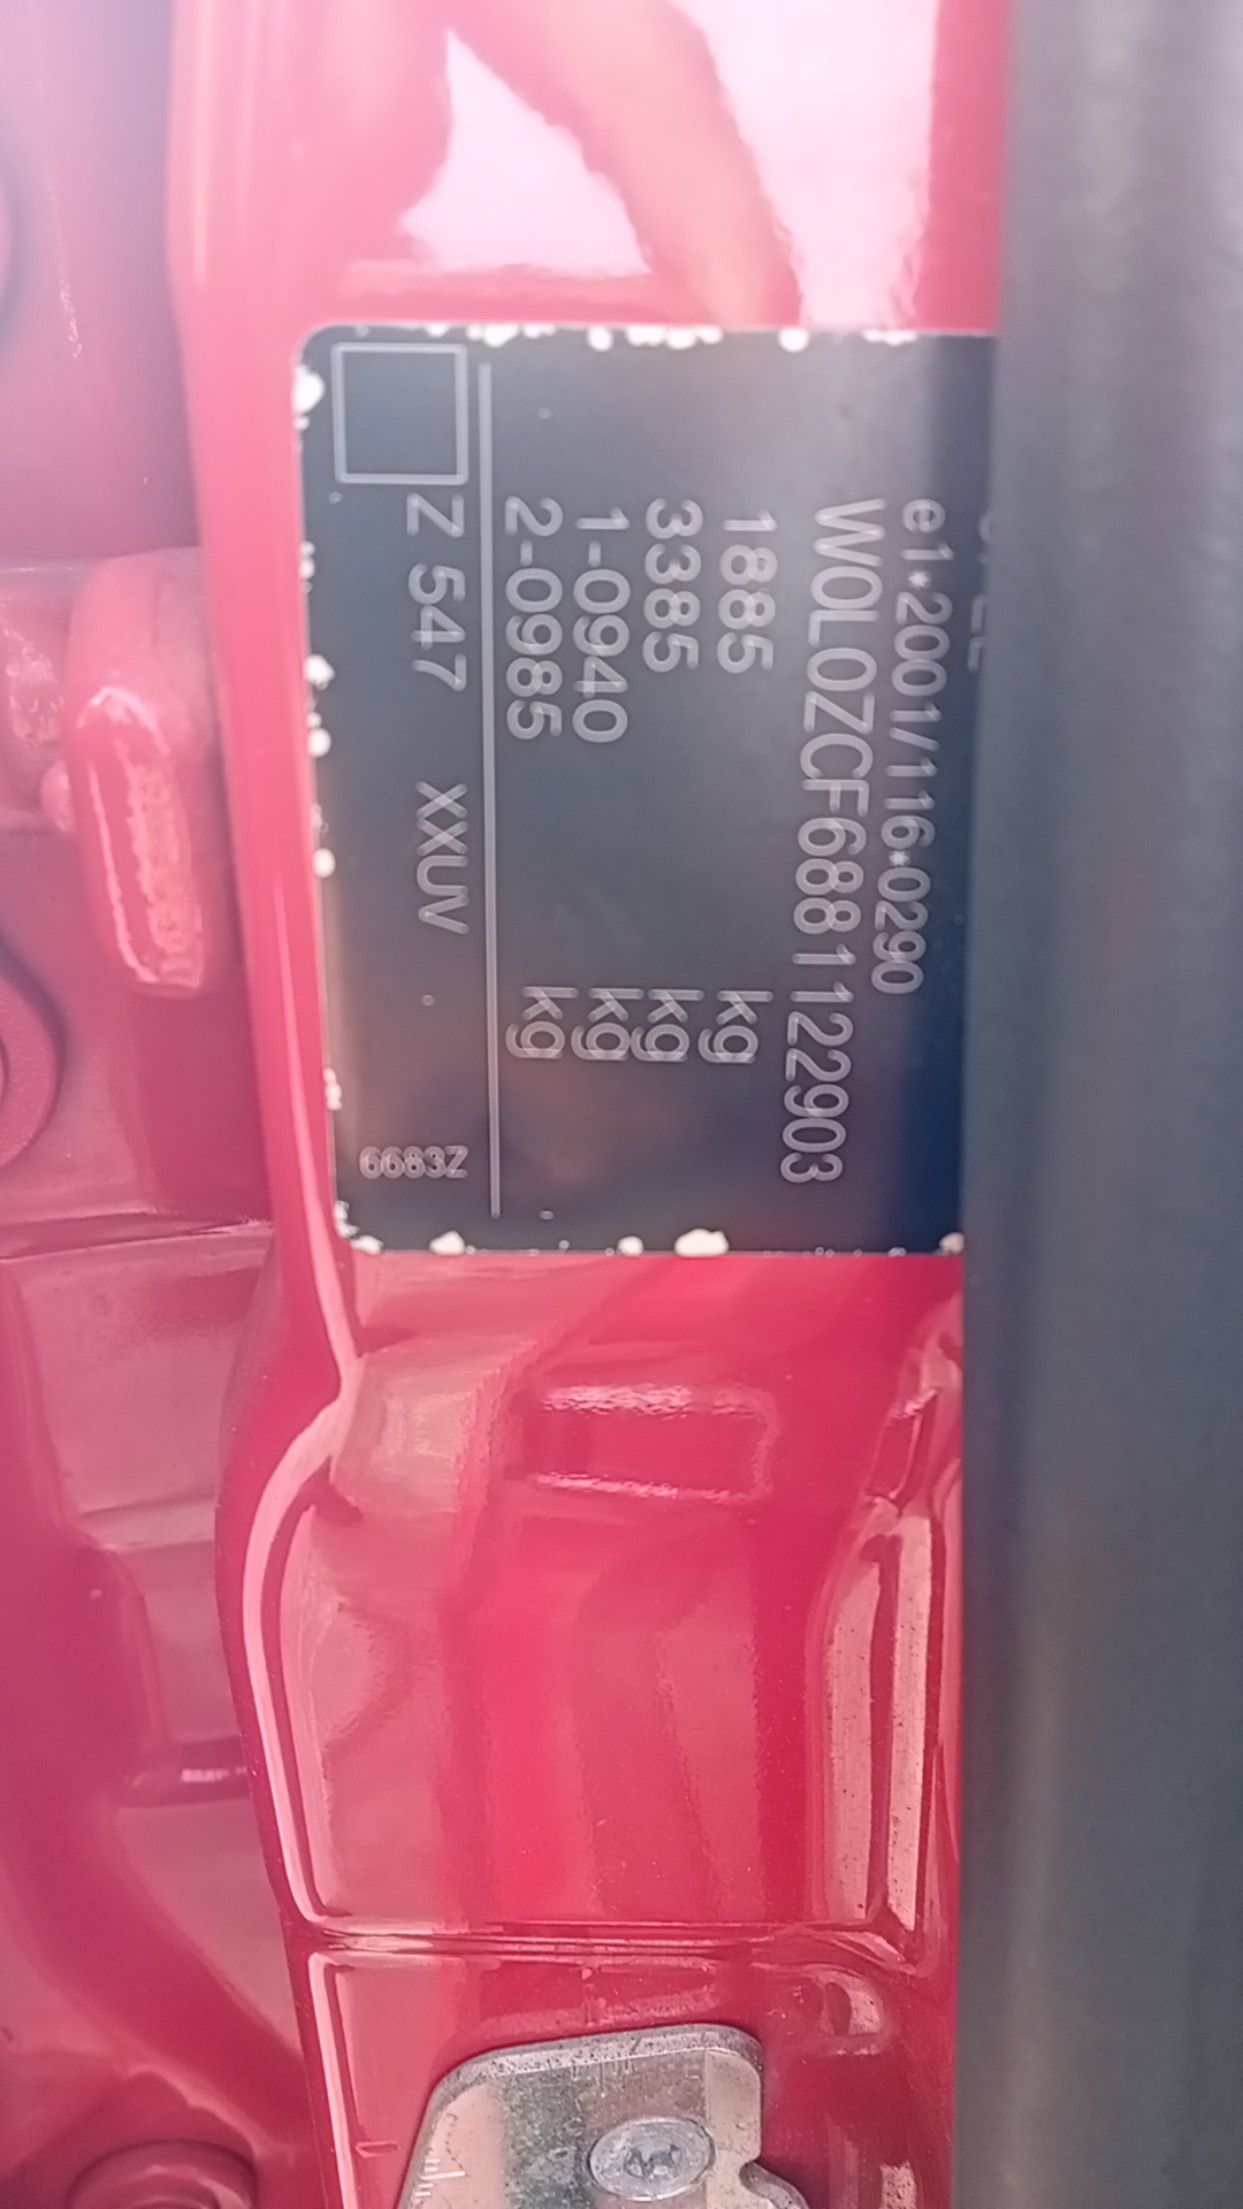 e1*2001/116*0290
W0L0ZCF6881122903
1885 kg
3385 kg
1-0940 kg
2-0985 kg
Z 547 XXUV
6683Z